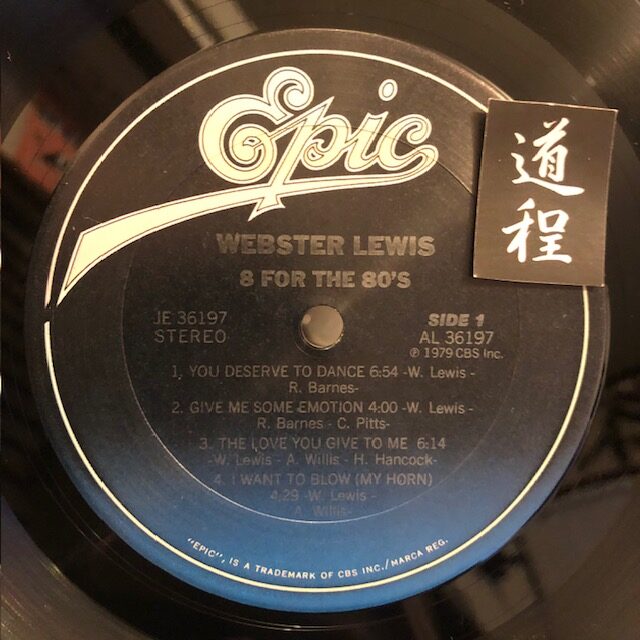 Epic
道程
WEBSTER LEWIS
8 FOR THE 80'S
JE 36197
STEREO
SIDE 1
AL 36197
℗ 1979 CBS Inc.
1. YOU DESERVE TO DANCE 6:54 -W. Lewis -
R. Barnes-
2. GIVE ME SOME EMOTION 4:00 -W. Lewis -
R. Barnes - C. Pitts-
3. THE LOVE YOU GIVE TO ME 6:14
-W. Lewis - A. Willis - H. Hancock-
4. I WANT TO BLOW (MY HORN)
4:29 -W. Lewis -
A. Willis-
"EPIC", IS A TRADEMARK OF CBS INC./MARCA REG.